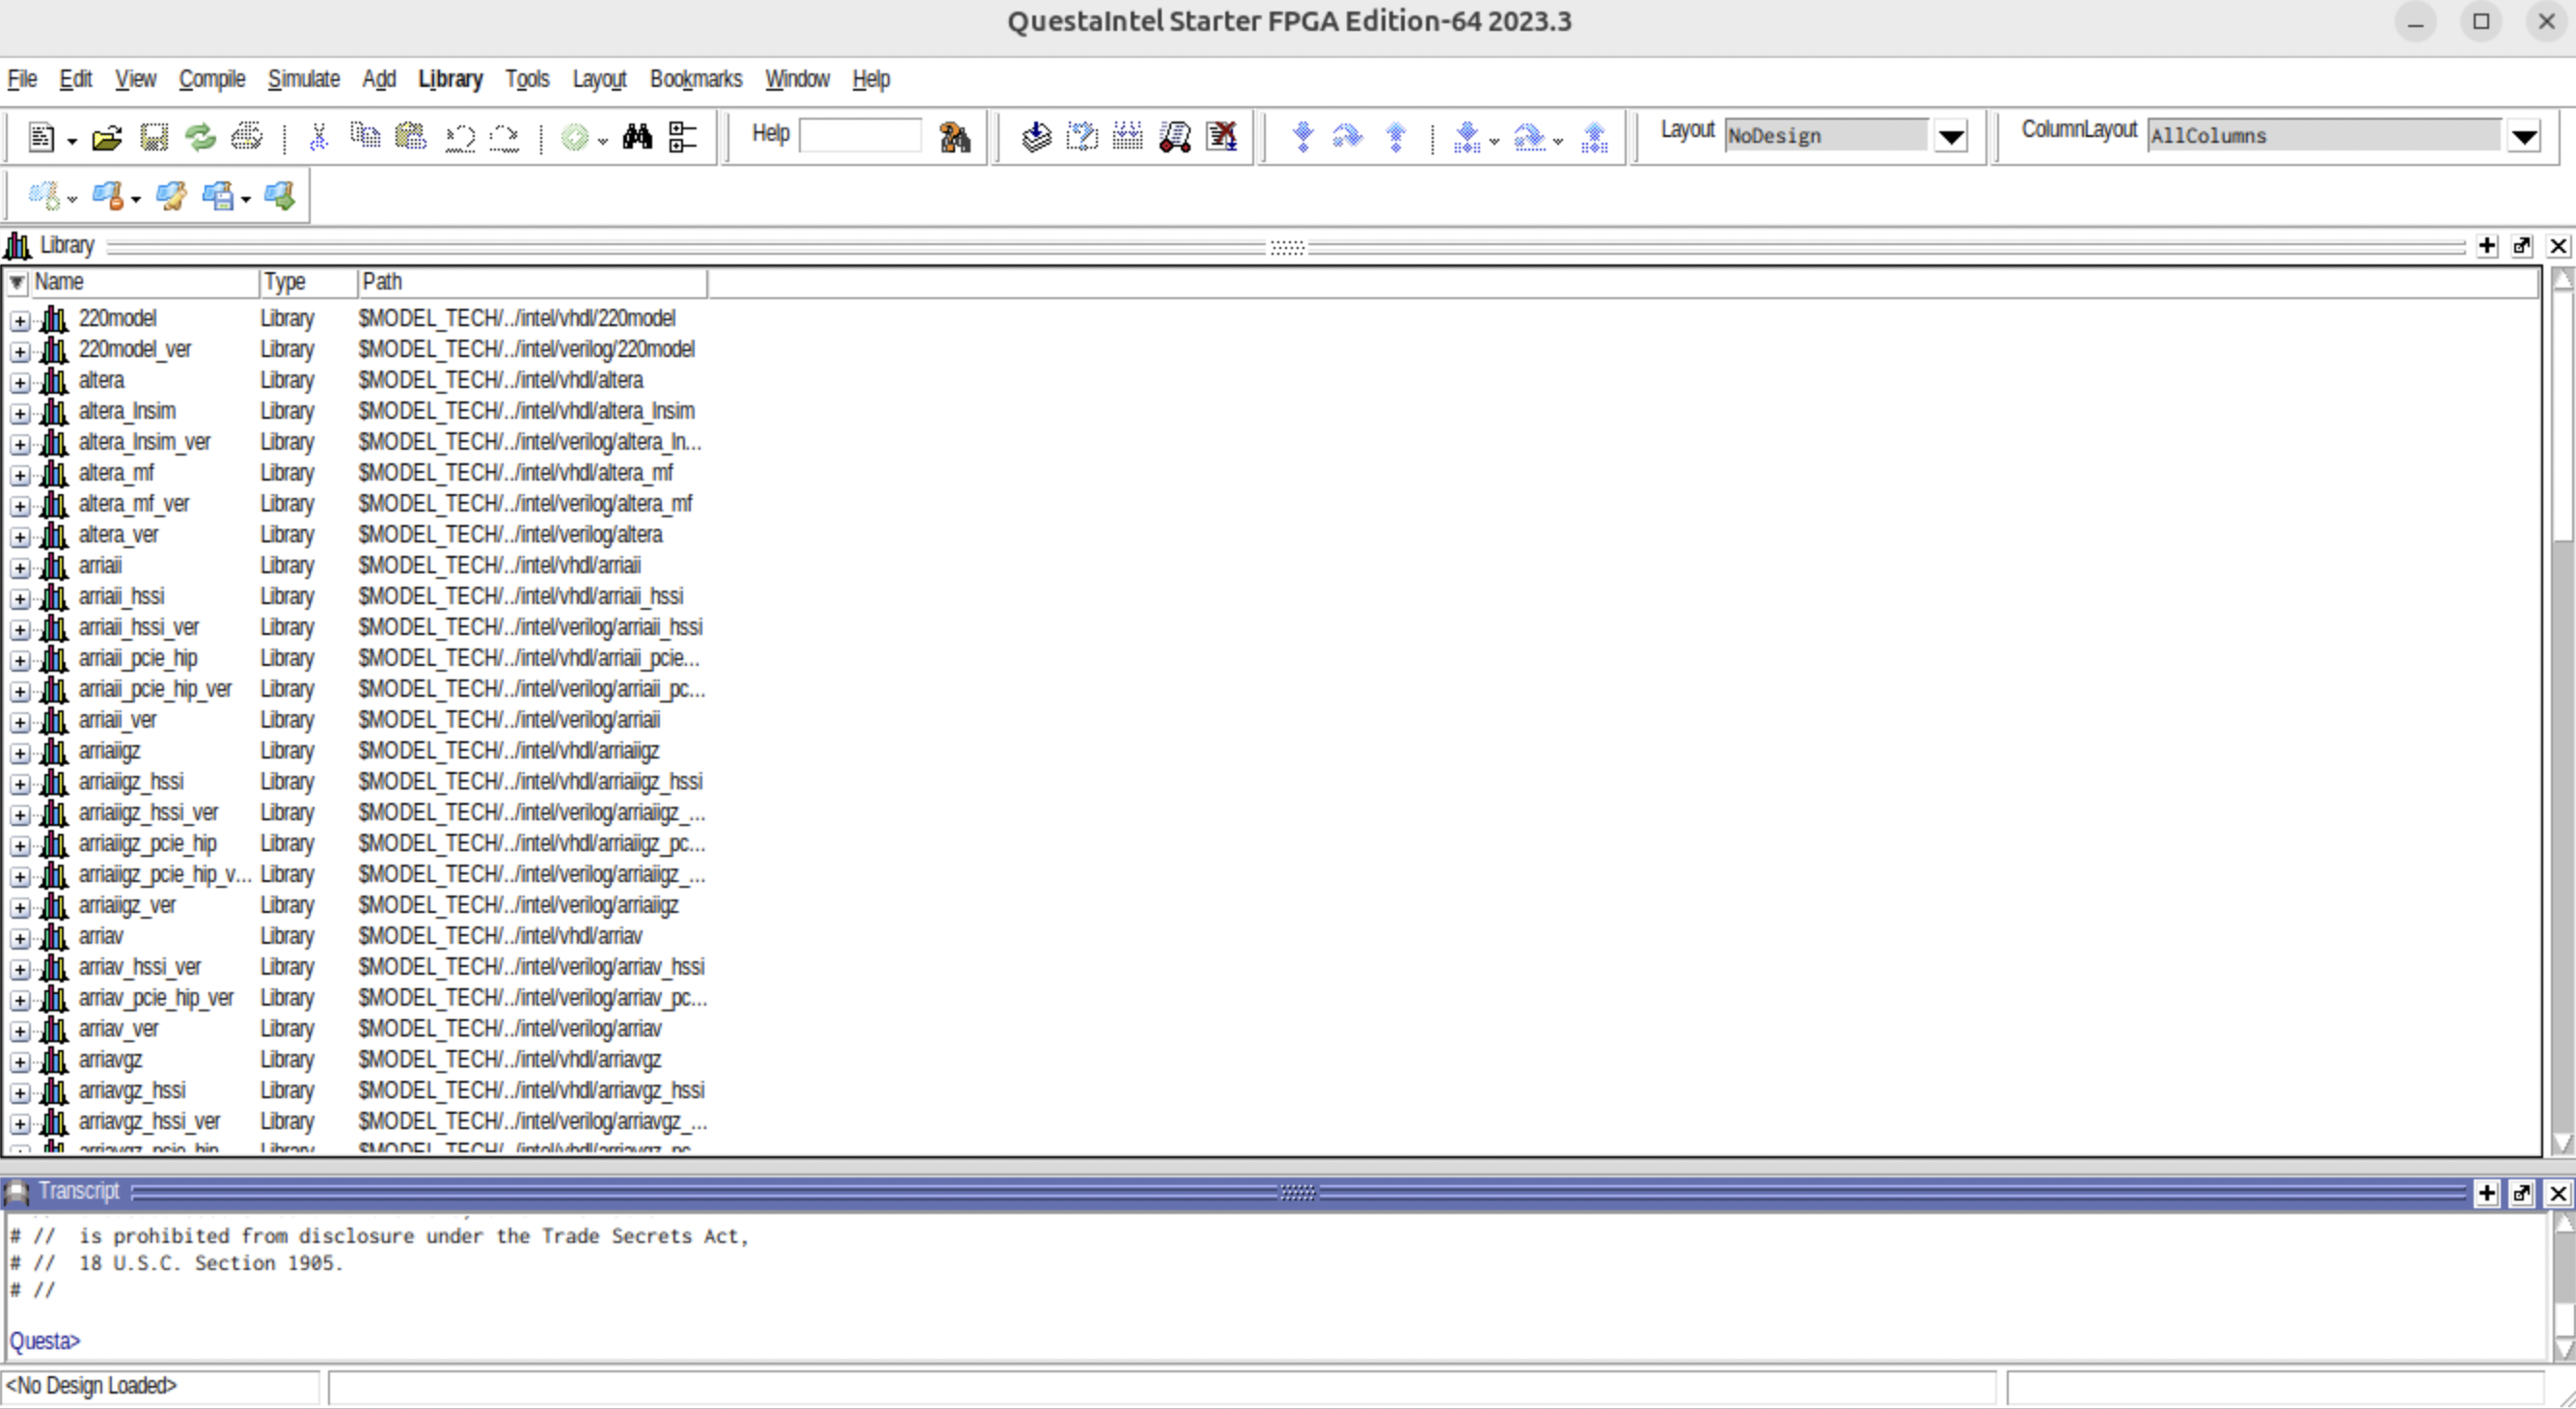 QuestaIntel Starter FPGA Edition-64 2023.3
File Edit View Compile Simulate Add Library Tools Layout Bookmarks Window Help
Help Layout NoDesign ColumnLayout AllColumns
Library
Name Type Path
220model Library $MODEL_TECH/../intel/vhdl/220model
220model_ver Library $MODEL_TECH/../intel/verilog/220model
altera Library $MODEL_TECH/../intel/vhdl/altera
altera_lnsim Library $MODEL_TECH/../intel/vhdl/altera_lnsim
altera_lnsim_ver Library $MODEL_TECH/../intel/verilog/altera_ln...
altera_mf Library $MODEL_TECH/../intel/vhdl/altera_mf
altera_mf_ver Library $MODEL_TECH/../intel/verilog/altera_mf
altera_ver Library $MODEL_TECH/../intel/verilog/altera
arriaii Library $MODEL_TECH/../intel/vhdl/arriaii
arriaii_hssi Library $MODEL_TECH/../intel/vhdl/arriaii_hssi
arriaii_hssi_ver Library $MODEL_TECH/../intel/verilog/arriaii_hssi
arriaii_pcie_hip Library $MODEL_TECH/../intel/vhdl/arriaii_pcie...
arriaii_pcie_hip_ver Library $MODEL_TECH/../intel/verilog/arriaii_pc...
arriaii_ver Library $MODEL_TECH/../intel/verilog/arriaii
arriaiigz Library $MODEL_TECH/../intel/vhdl/arriaiigz
arriaiigz_hssi Library $MODEL_TECH/../intel/vhdl/arriaiigz_hssi
arriaiigz_hssi_ver Library $MODEL_TECH/../intel/verilog/arriaiigz_...
arriaiigz_pcie_hip Library $MODEL_TECH/../intel/vhdl/arriaiigz_pc...
arriaiigz_pcie_hip_v... Library $MODEL_TECH/../intel/verilog/arriaiigz_...
arriaiigz_ver Library $MODEL_TECH/../intel/verilog/arriaiigz
arriav Library $MODEL_TECH/../intel/vhdl/arriav
arriav_hssi_ver Library $MODEL_TECH/../intel/verilog/arriav_hssi
arriav_pcie_hip_ver Library $MODEL_TECH/../intel/verilog/arriav_pc...
arriav_ver Library $MODEL_TECH/../intel/verilog/arriav
arriavgz Library $MODEL_TECH/../intel/vhdl/arriavgz
arriavgz_hssi Library $MODEL_TECH/../intel/vhdl/arriavgz_hssi
arriavgz_hssi_ver Library $MODEL_TECH/../intel/verilog/arriavgz_...
arriavgz_pcie_hip Library $MODEL_TECH/../intel/vhdl/arriavgz_pc...
Transcript
# // is prohibited from disclosure under the Trade Secrets Act,
# // 18 U.S.C. Section 1905.
# //
Questa>
<No Design Loaded>